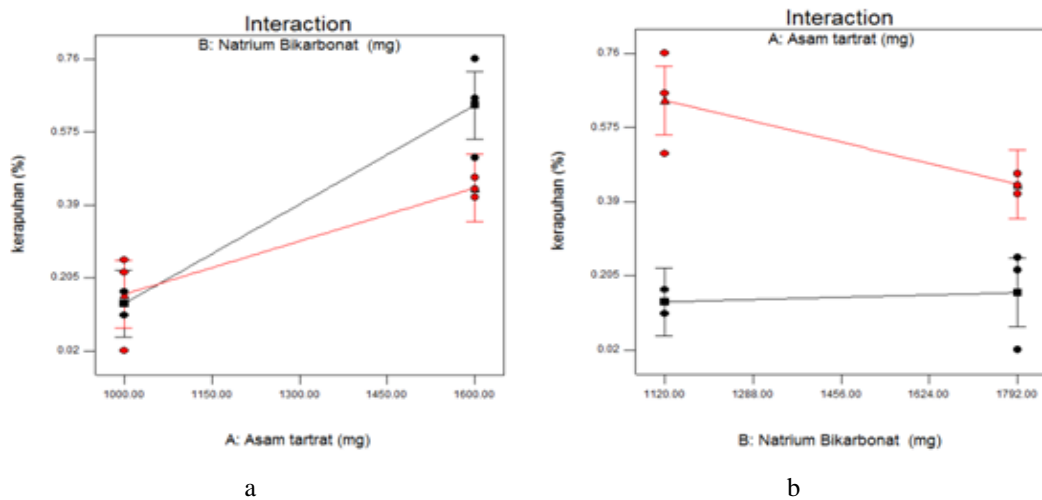 Interaction
B: Natrium Bikarbonat (mg)
0.76
0.575
0.39
0.205
0.02
kerapuhan (%)
1000.00 1150.00 1300.00 1450.00 1600.00
A: Asam tartrat (mg)
a
Interaction
A: Asam tartrat (mg)
0.76
0.575
0.39
0.205
0.02
kerapuhan (%)
1120.00 1288.00 1456.00 1624.00 1792.00
B: Natrium Bikarbonat (mg)
b